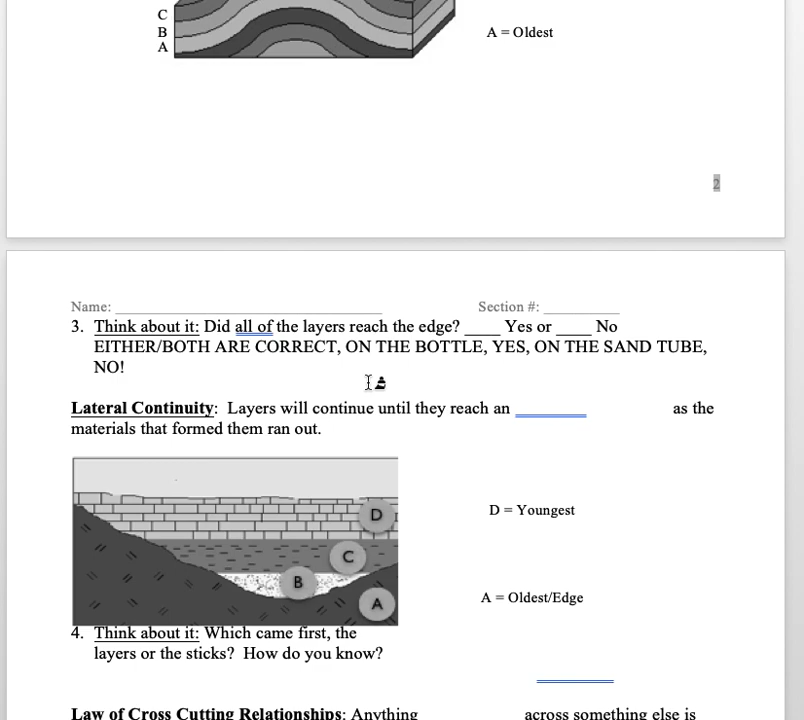 C
B
A
A = Oldest
2
Name: ______________________________ Section #: _________
3. Think about it: Did all of the layers reach the edge? ____ Yes or ____ No
EITHER/BOTH ARE CORRECT, ON THE BOTTLE, YES, ON THE SAND TUBE,
NO!
Lateral Continuity: Layers will continue until they reach an ________ as the
materials that formed them ran out.
D
D = Youngest
C
B
A = Oldest/Edge
A
4. Think about it: Which came first, the
layers or the sticks? How do you know?
Law of Cross Cutting Relationships: Anything ________ across something else is